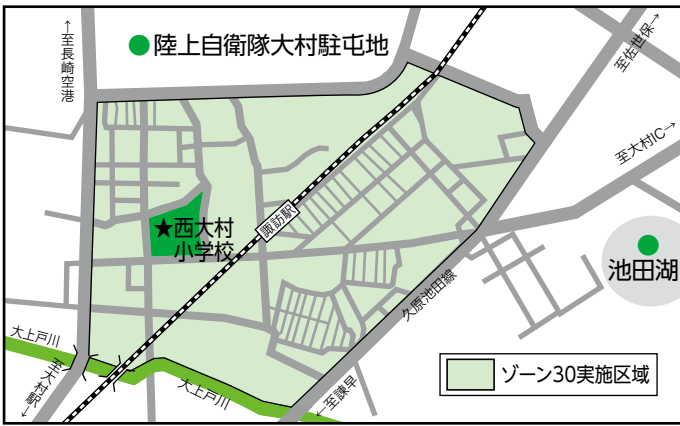 ←至長崎空港
陸上自衛隊大村駐屯地
至佐世保→
至大村IC→
★西大村
小学校
諏訪駅
池田湖
久原池田線
大上戸川
至大村駅→
大上戸川
←至諫早
ゾーン30実施区域